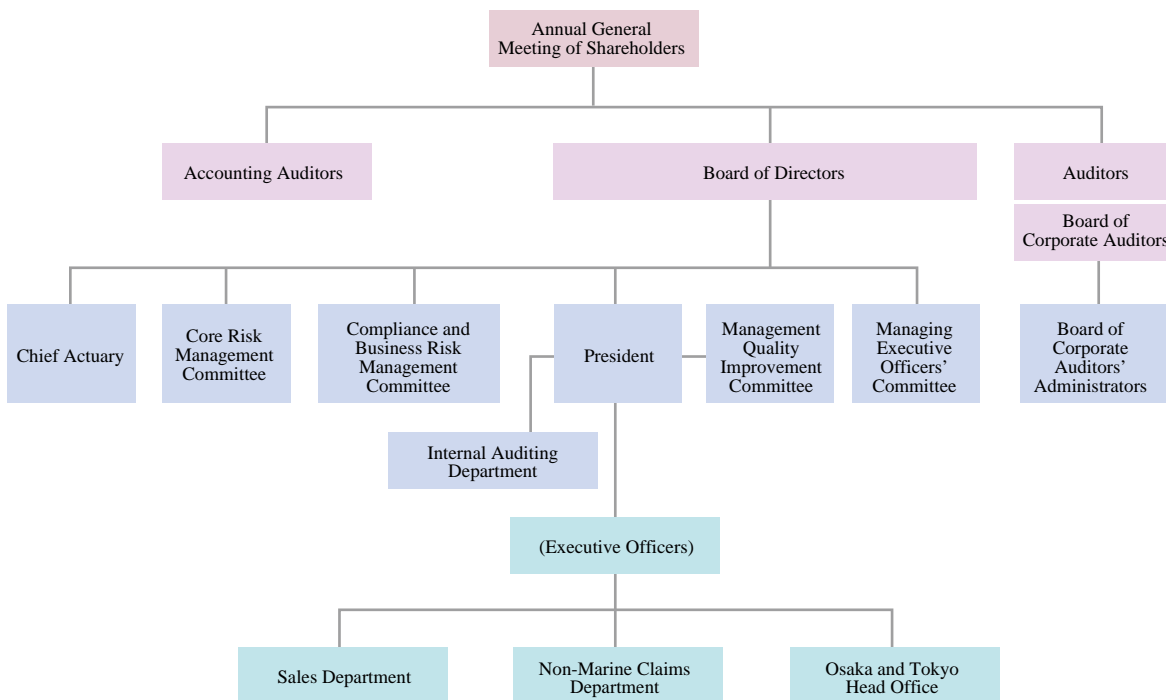 Annual General
Meeting of Shareholders
Accounting Auditors
Board of Directors
Auditors
Board of
Corporate Auditors
Chief Actuary
Core Risk
Management
Committee
Compliance and
Business Risk
Management
Committee
President
Management
Quality
Improvement
Committee
Managing
Executive
Officers’
Committee
Board of
Corporate
Auditors’
Administrators
Internal Auditing
Department
(Executive Officers)
Sales Department
Non-Marine Claims
Department
Osaka and Tokyo
Head Office